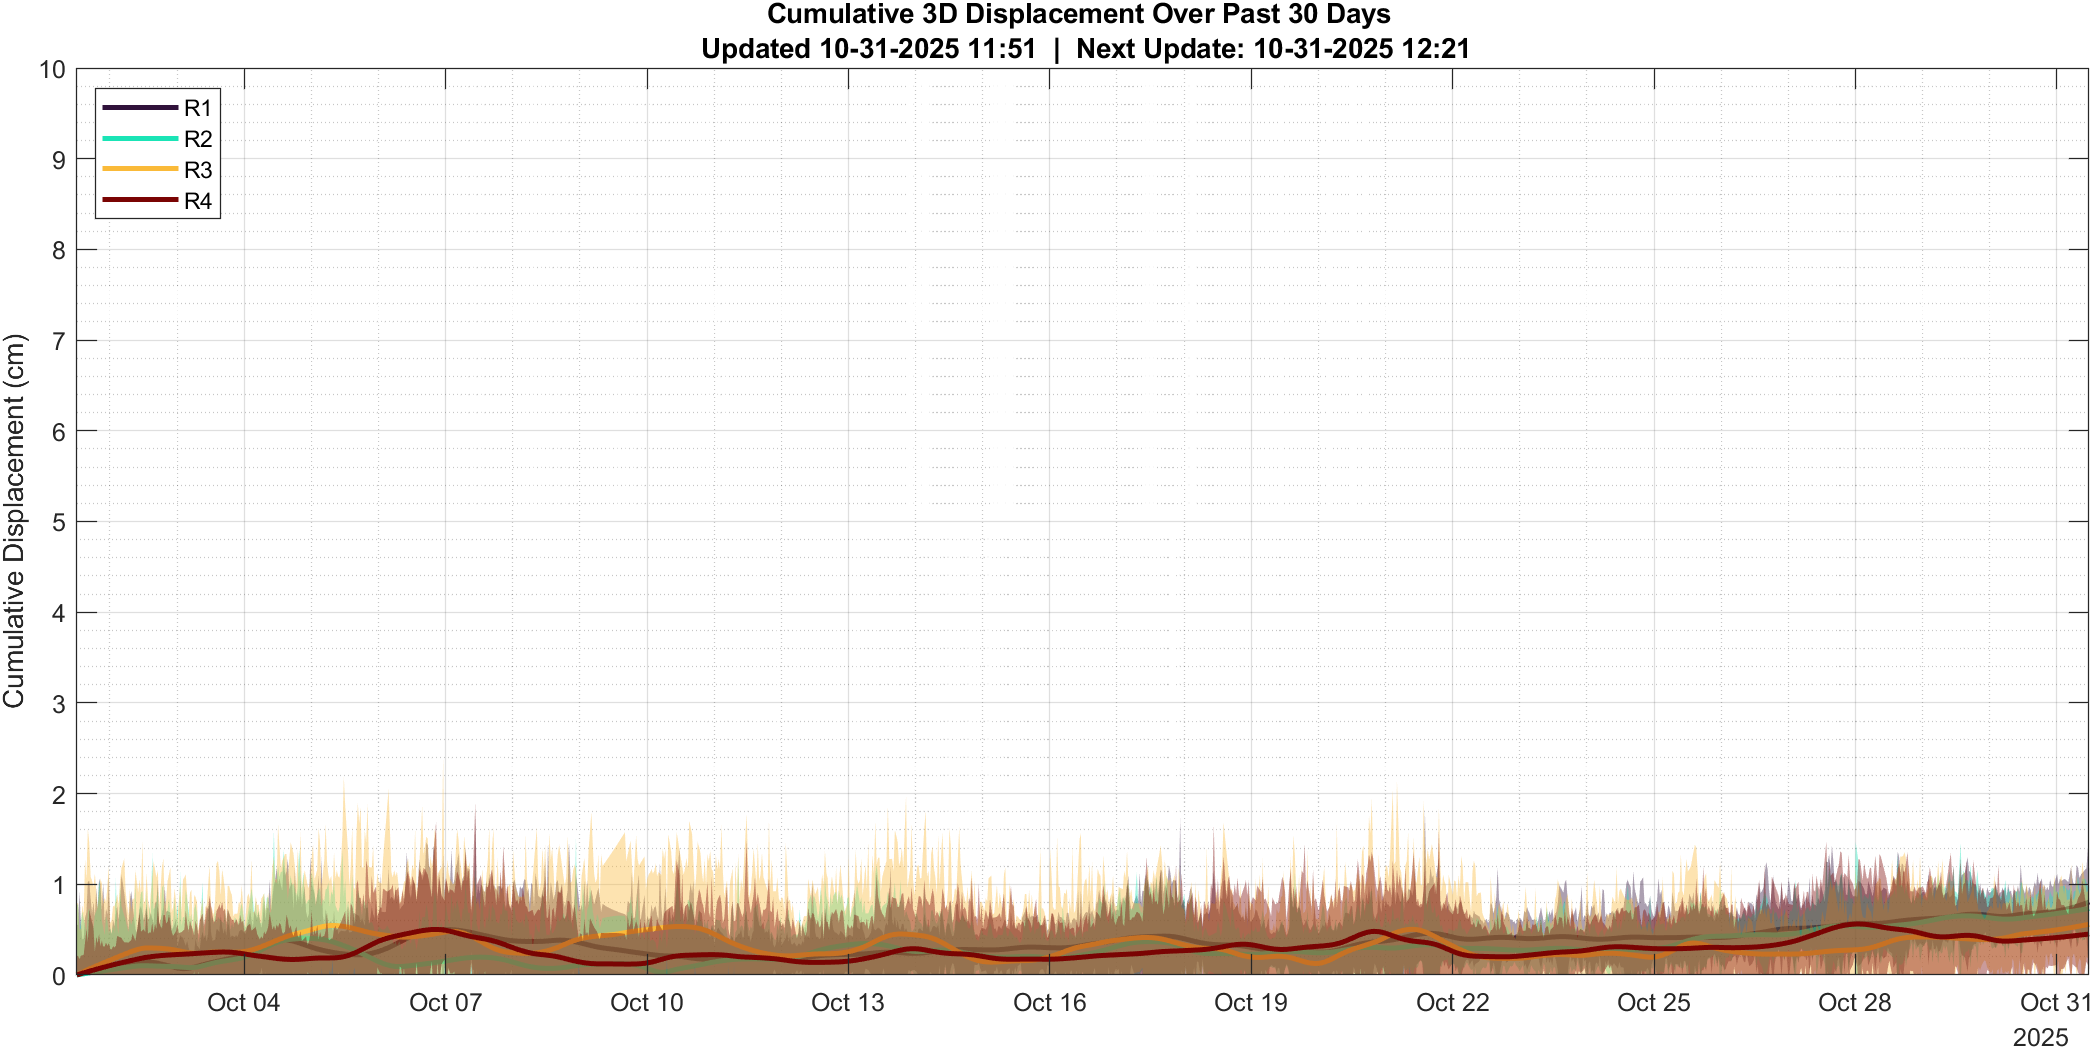 Cumulative 3D Displacement Over Past 30 Days
Updated 10-31-2025 11:51 | Next Update: 10-31-2025 12:21
R1
R2
R3
R4
Cumulative Displacement (cm)
10
9
8
7
6
5
4
3
2
1
0
Oct 04 Oct 07 Oct 10 Oct 13 Oct 16 Oct 19 Oct 22 Oct 25 Oct 28 Oct 31
2025